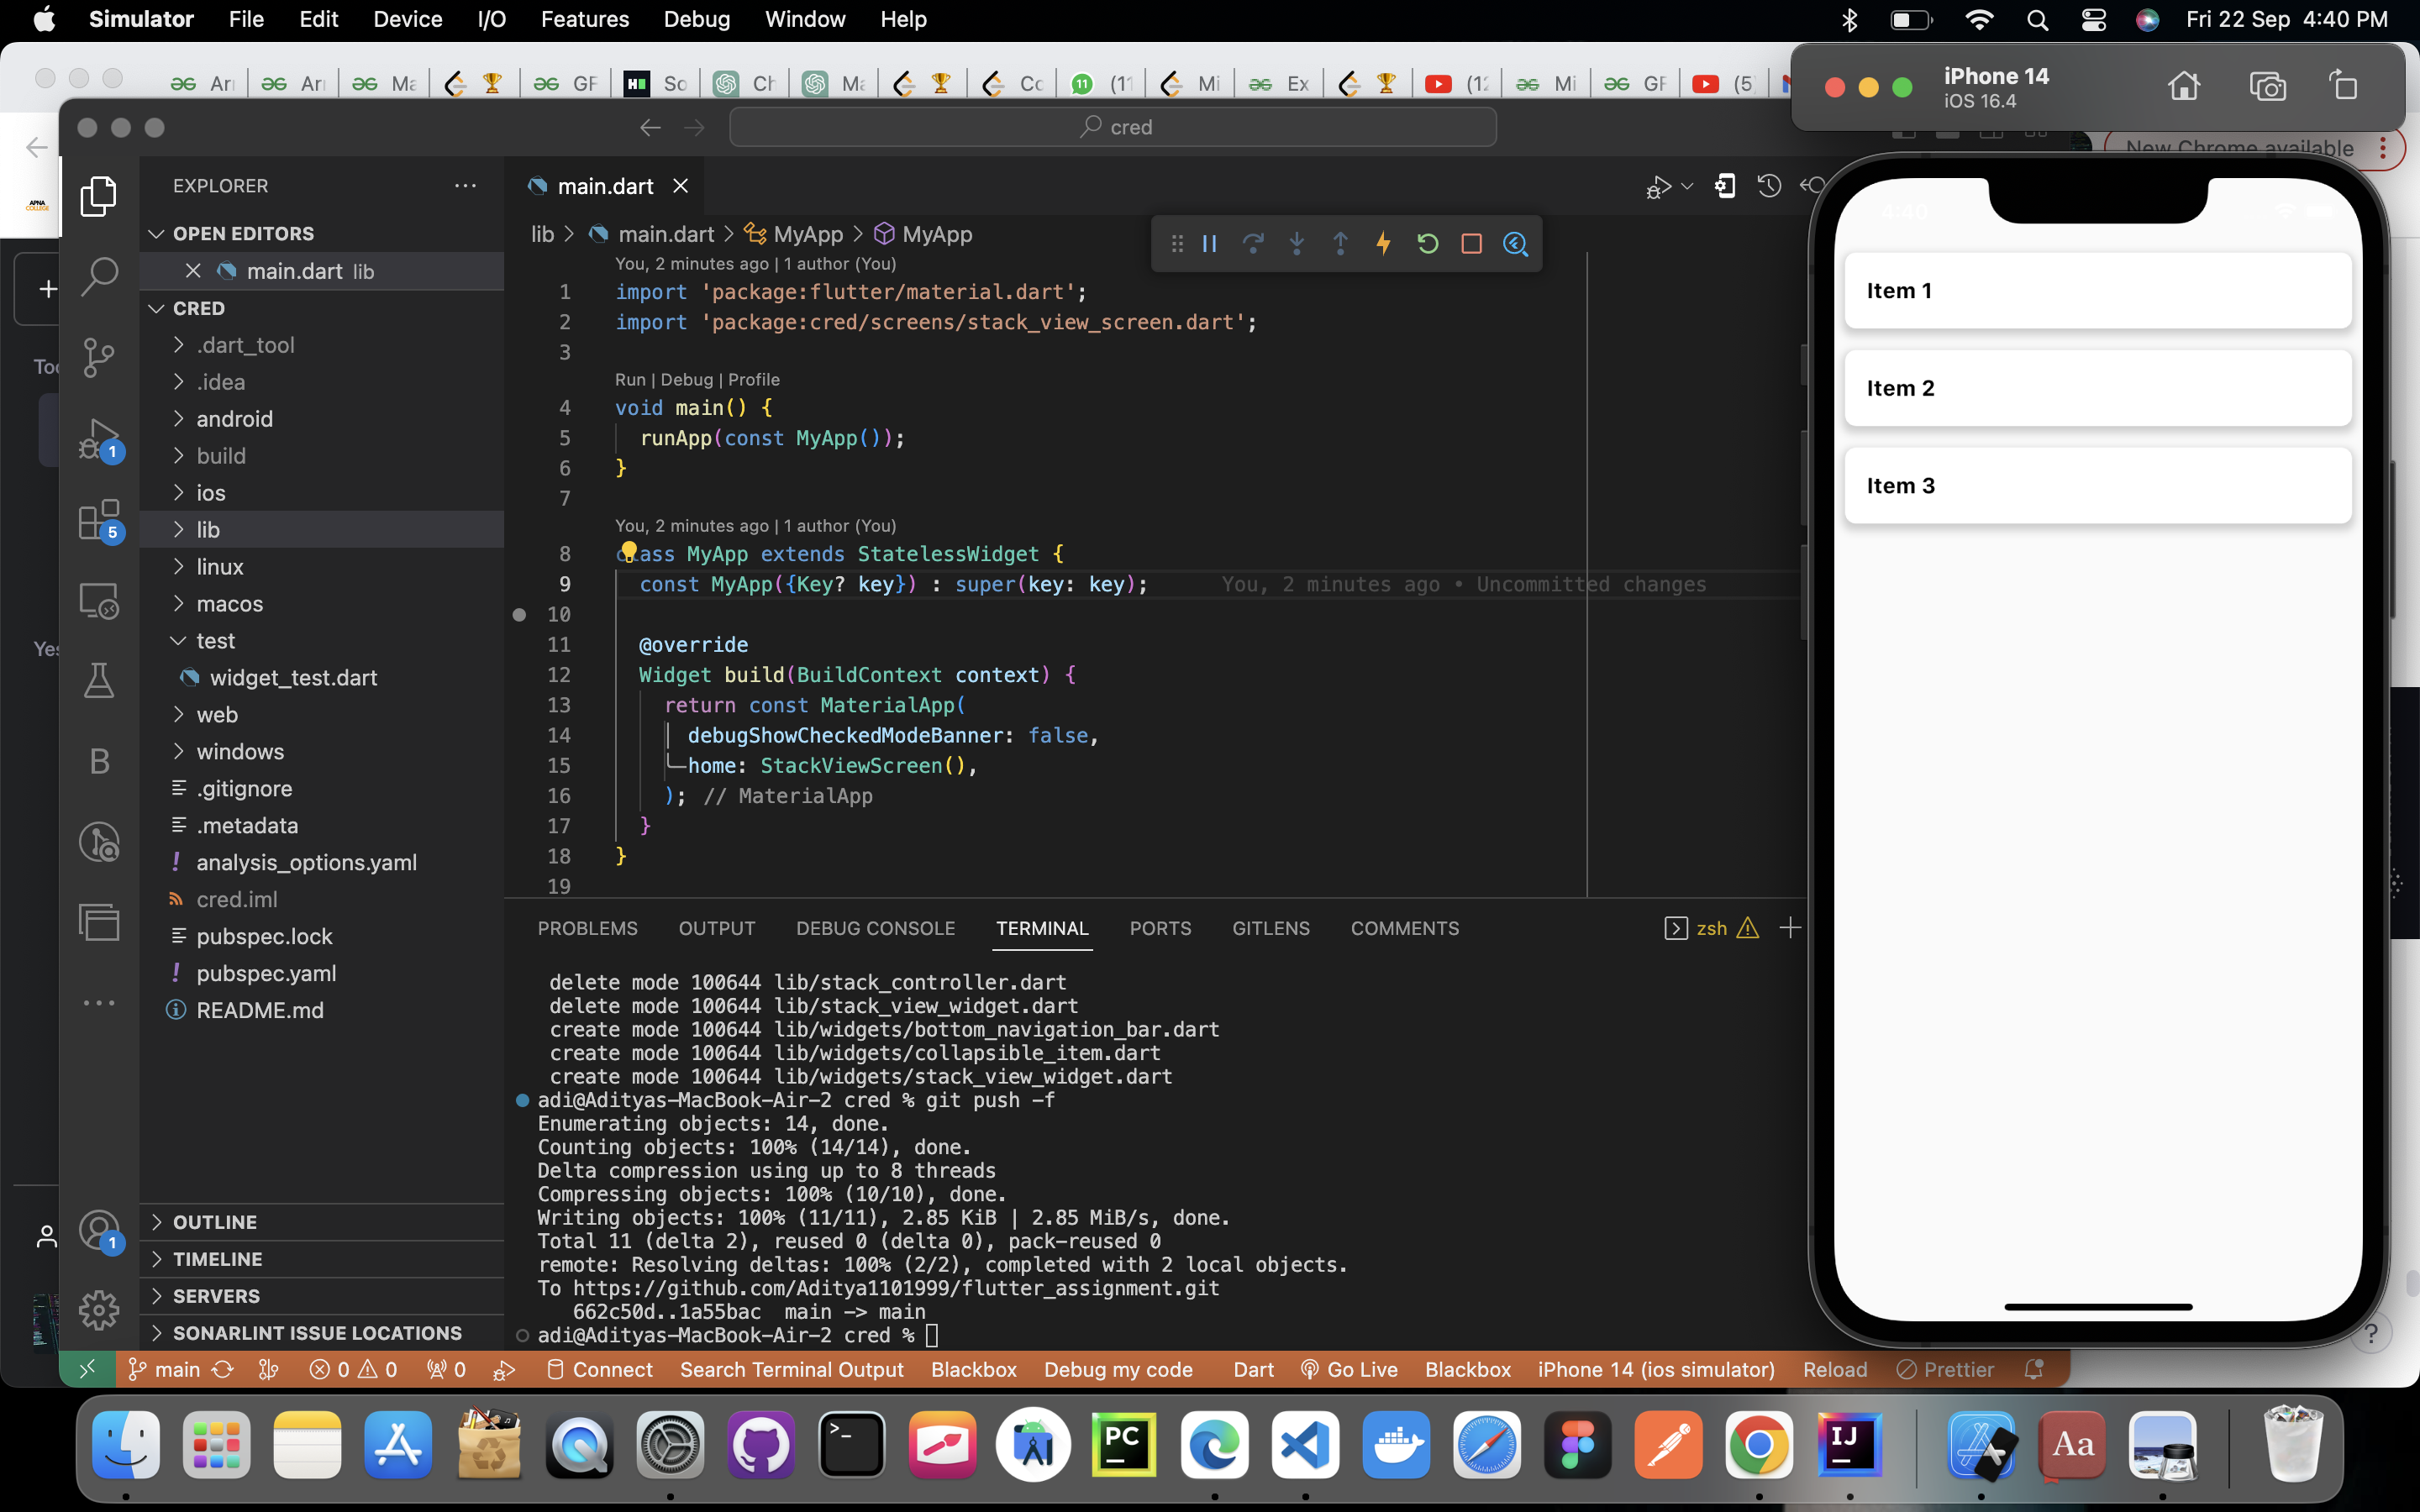 Simulator File Edit Device I/O Features Debug Window Help Fri 22 Sep 4:40 PM
Ar Ar Ma GF H So Ch Ma Cc 11 (11 Mi Ex (12 Mi GF (5
iPhone 14
iOS 16.4
cred
New Chrome available
APNA
COLLEGE
EXPLORER
main.dart
OPEN EDITORS
lib > main.dart > MyApp > MyApp
main.dart lib
You, 2 minutes ago | 1 author (You)
CRED
1 import 'package:flutter/material.dart';
2 import 'package:cred/screens/stack_view_screen.dart';
3
Run | Debug | Profile
4 void main() {
5 runApp(const MyApp());
6 }
7
You, 2 minutes ago | 1 author (You)
8 class MyApp extends StatelessWidget {
9 const MyApp({Key? key}) : super(key: key); You, 2 minutes ago • Uncommitted changes
10
11 @override
12 Widget build(BuildContext context) {
13 return const MaterialApp(
14 debugShowCheckedModeBanner: false,
15 home: StackViewScreen(),
16 ); // MaterialApp
17 }
18 }
19
.dart_tool
.idea
android
build
ios
lib
linux
macos
test
widget_test.dart
web
windows
.gitignore
.metadata
analysis_options.yaml
cred.iml
pubspec.lock
pubspec.yaml
README.md
1
5
B
1
OUTLINE
TIMELINE
SERVERS
SONARLINT ISSUE LOCATIONS
Item 1
Item 2
Item 3
PROBLEMS OUTPUT DEBUG CONSOLE TERMINAL PORTS GITLENS COMMENTS zsh
delete mode 100644 lib/stack_controller.dart
delete mode 100644 lib/stack_view_widget.dart
create mode 100644 lib/widgets/bottom_navigation_bar.dart
create mode 100644 lib/widgets/collapsible_item.dart
create mode 100644 lib/widgets/stack_view_widget.dart
adi@Adityas-MacBook-Air-2 cred % git push -f
Enumerating objects: 14, done.
Counting objects: 100% (14/14), done.
Delta compression using up to 8 threads
Compressing objects: 100% (10/10), done.
Writing objects: 100% (11/11), 2.85 KiB | 2.85 MiB/s, done.
Total 11 (delta 2), reused 0 (delta 0), pack-reused 0
remote: Resolving deltas: 100% (2/2), completed with 2 local objects.
To https://github.com/Aditya1101999/flutter_assignment.git
662c50d..1a55bac main -> main
adi@Adityas-MacBook-Air-2 cred %
main 0 0 0 Connect Search Terminal Output Blackbox Debug my code Dart Go Live Blackbox iPhone 14 (ios simulator) Reload Prettier
PC IJ Aa